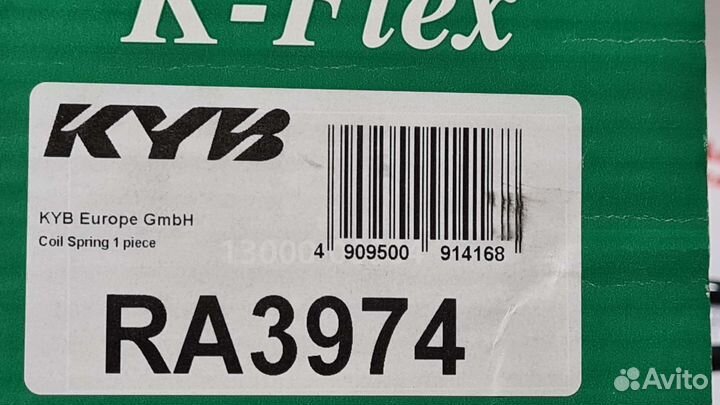 K-Flex
KYB
KYB Europe GmbH
Coil Spring 1 piece
4 909500 914168
RA3974
Avito